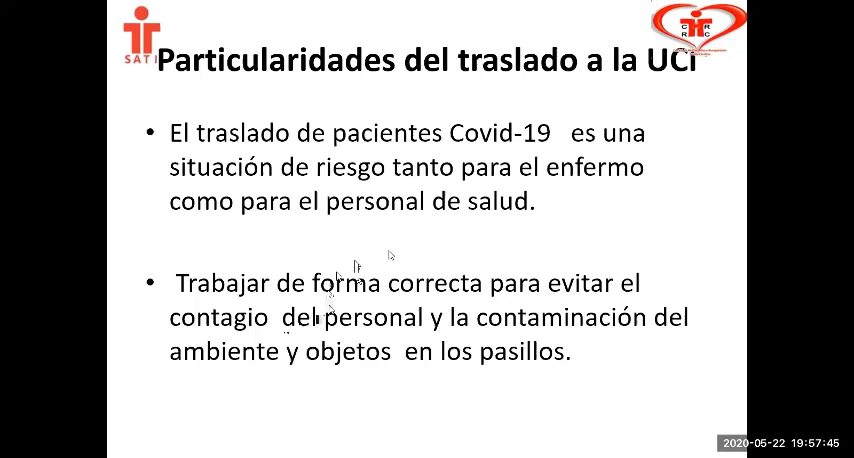 SATI
Particularidades del traslado a la UCI
• El traslado de pacientes Covid-19 es una
situación de riesgo tanto para el enfermo
como para el personal de salud.
• Trabajar de forma correcta para evitar el
contagio del personal y la contaminación del
ambiente y objetos en los pasillos.
2020-05-22 19:57:45